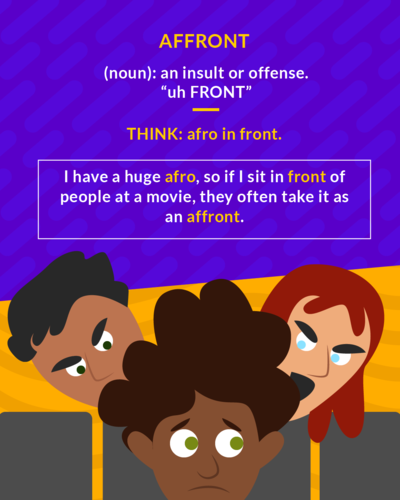 AFFRONT
(noun): an insult or offense.
“uh FRONT”
THINK: afro in front.
I have a huge afro, so if I sit in front of
people at a movie, they often take it as
an affront.